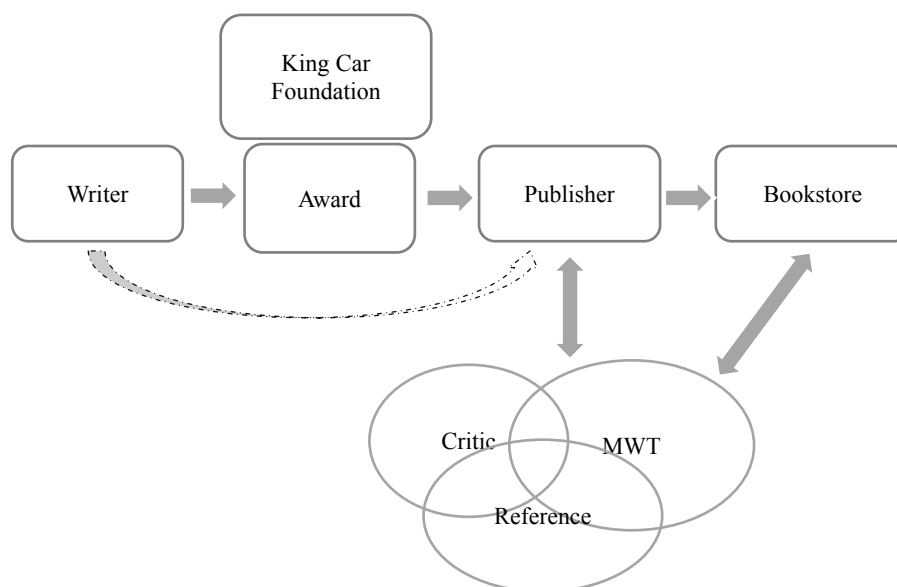 King Car
Foundation
Writer
Award
Publisher
Bookstore
Critic
MWT
Reference